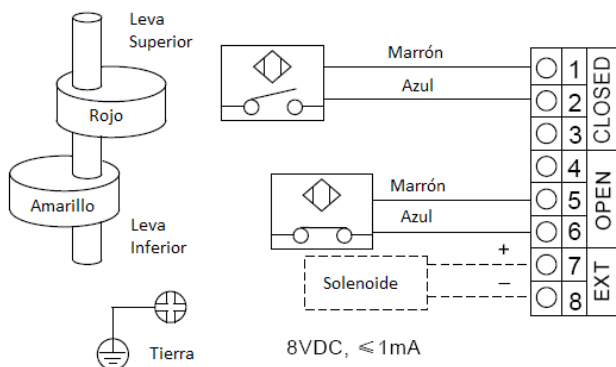 Leva
Superior
Rojo
Amarillo
Leva
Inferior
Tierra
Marrón
Azul
Marrón
Azul
+
Solenoide
−
8VDC, ≤1mA
1
2
3
4
5
6
7
8
CLOSED
OPEN
EXT